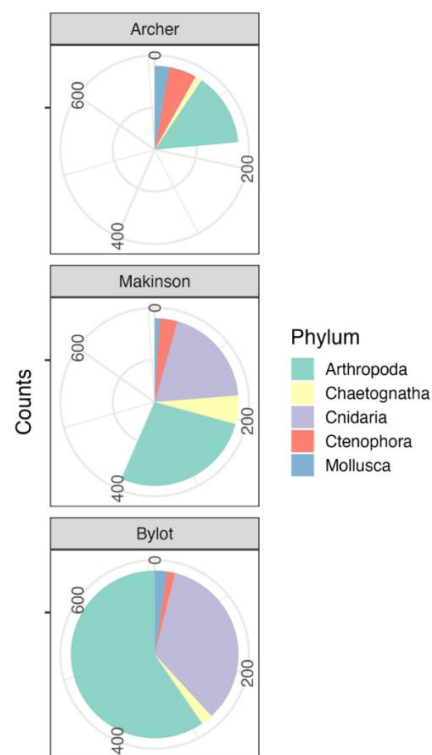 Archer
0
600
200
400
Makinson
0
600
200
400
Counts
Bylot
0
600
200
400
Phylum
Arthropoda
Chaetognatha
Cnidaria
Ctenophora
Mollusca